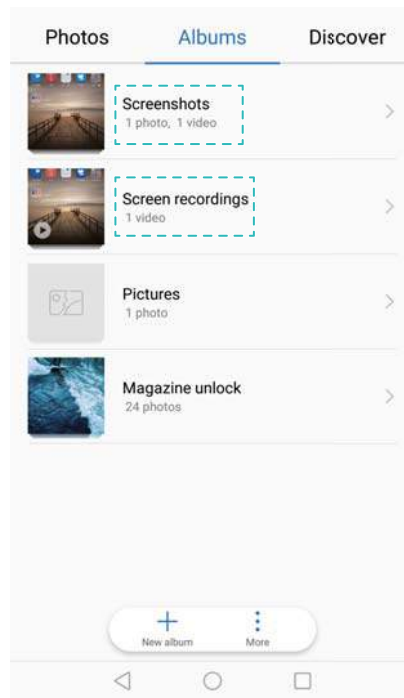 Photos Albums Discover
Screenshots
1 photo, 1 video
Screen recordings
1 video
Pictures
1 photo
Magazine unlock
24 photos
New album More